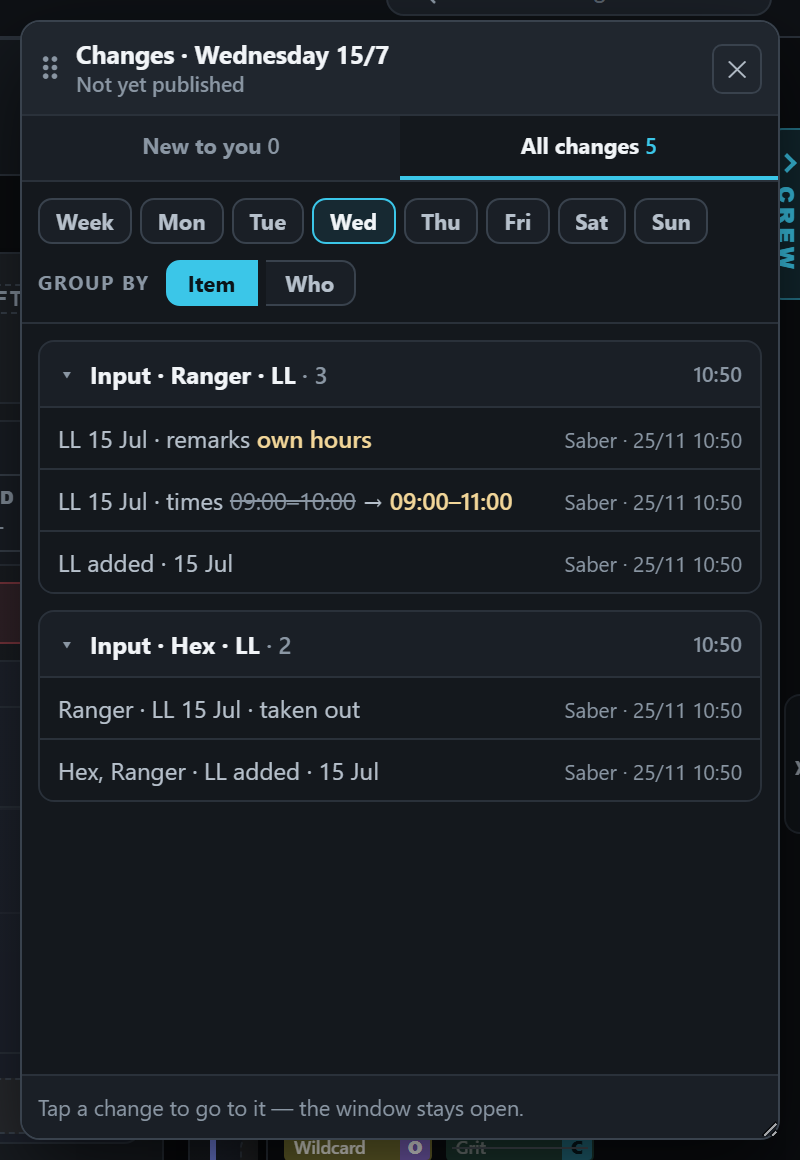 Changes · Wednesday 15/7
Not yet published
New to you 0
All changes 5
Week Mon Tue Wed Thu Fri Sat Sun
GROUP BY Item Who
Input · Ranger · LL · 3 10:50
LL 15 Jul · remarks own hours Saber · 25/11 10:50
LL 15 Jul · times 09:00–10:00 → 09:00–11:00 Saber · 25/11 10:50
LL added · 15 Jul Saber · 25/11 10:50
Input · Hex · LL · 2 10:50
Ranger · LL 15 Jul · taken out Saber · 25/11 10:50
Hex, Ranger · LL added · 15 Jul Saber · 25/11 10:50
Tap a change to go to it — the window stays open.
CREW
Wildcard O Grit C